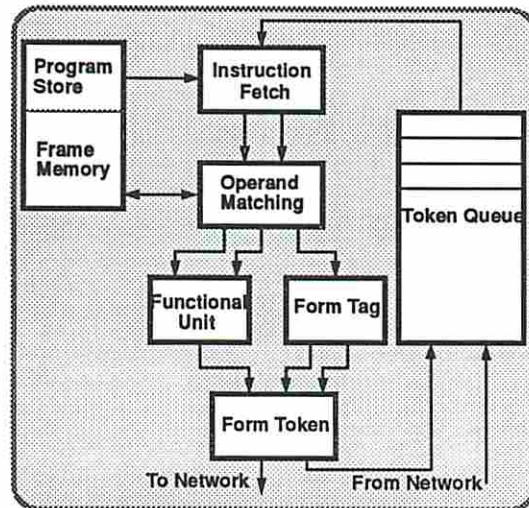 Program
Store
Instruction
Fetch
Frame
Memory
Operand
Matching
Token Queue
Functional
Unit
Form Tag
Form Token
To Network
From Network